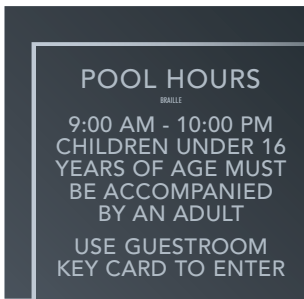 POOL HOURS
BRAILLE
9:00 AM - 10:00 PM
CHILDREN UNDER 16
YEARS OF AGE MUST
BE ACCOMPANIED
BY AN ADULT
USE GUESTROOM
KEY CARD TO ENTER